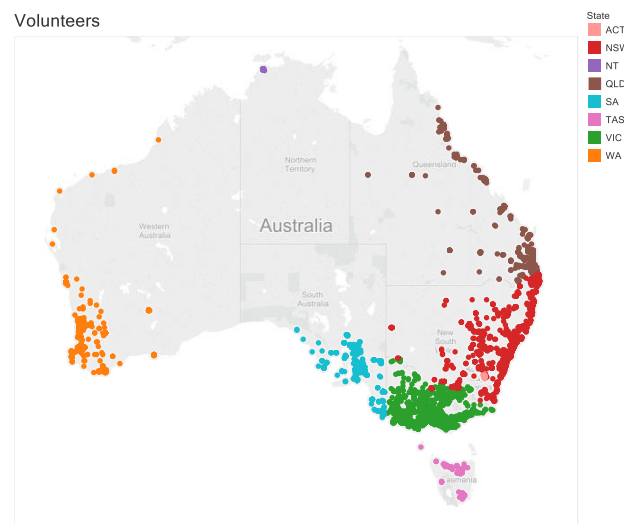 Volunteers
State
ACT
NSW
NT
QLD
SA
TAS
VIC
WA
Northern
Territory
Queensland
Western
Australia
Australia
South
Australia
New
South